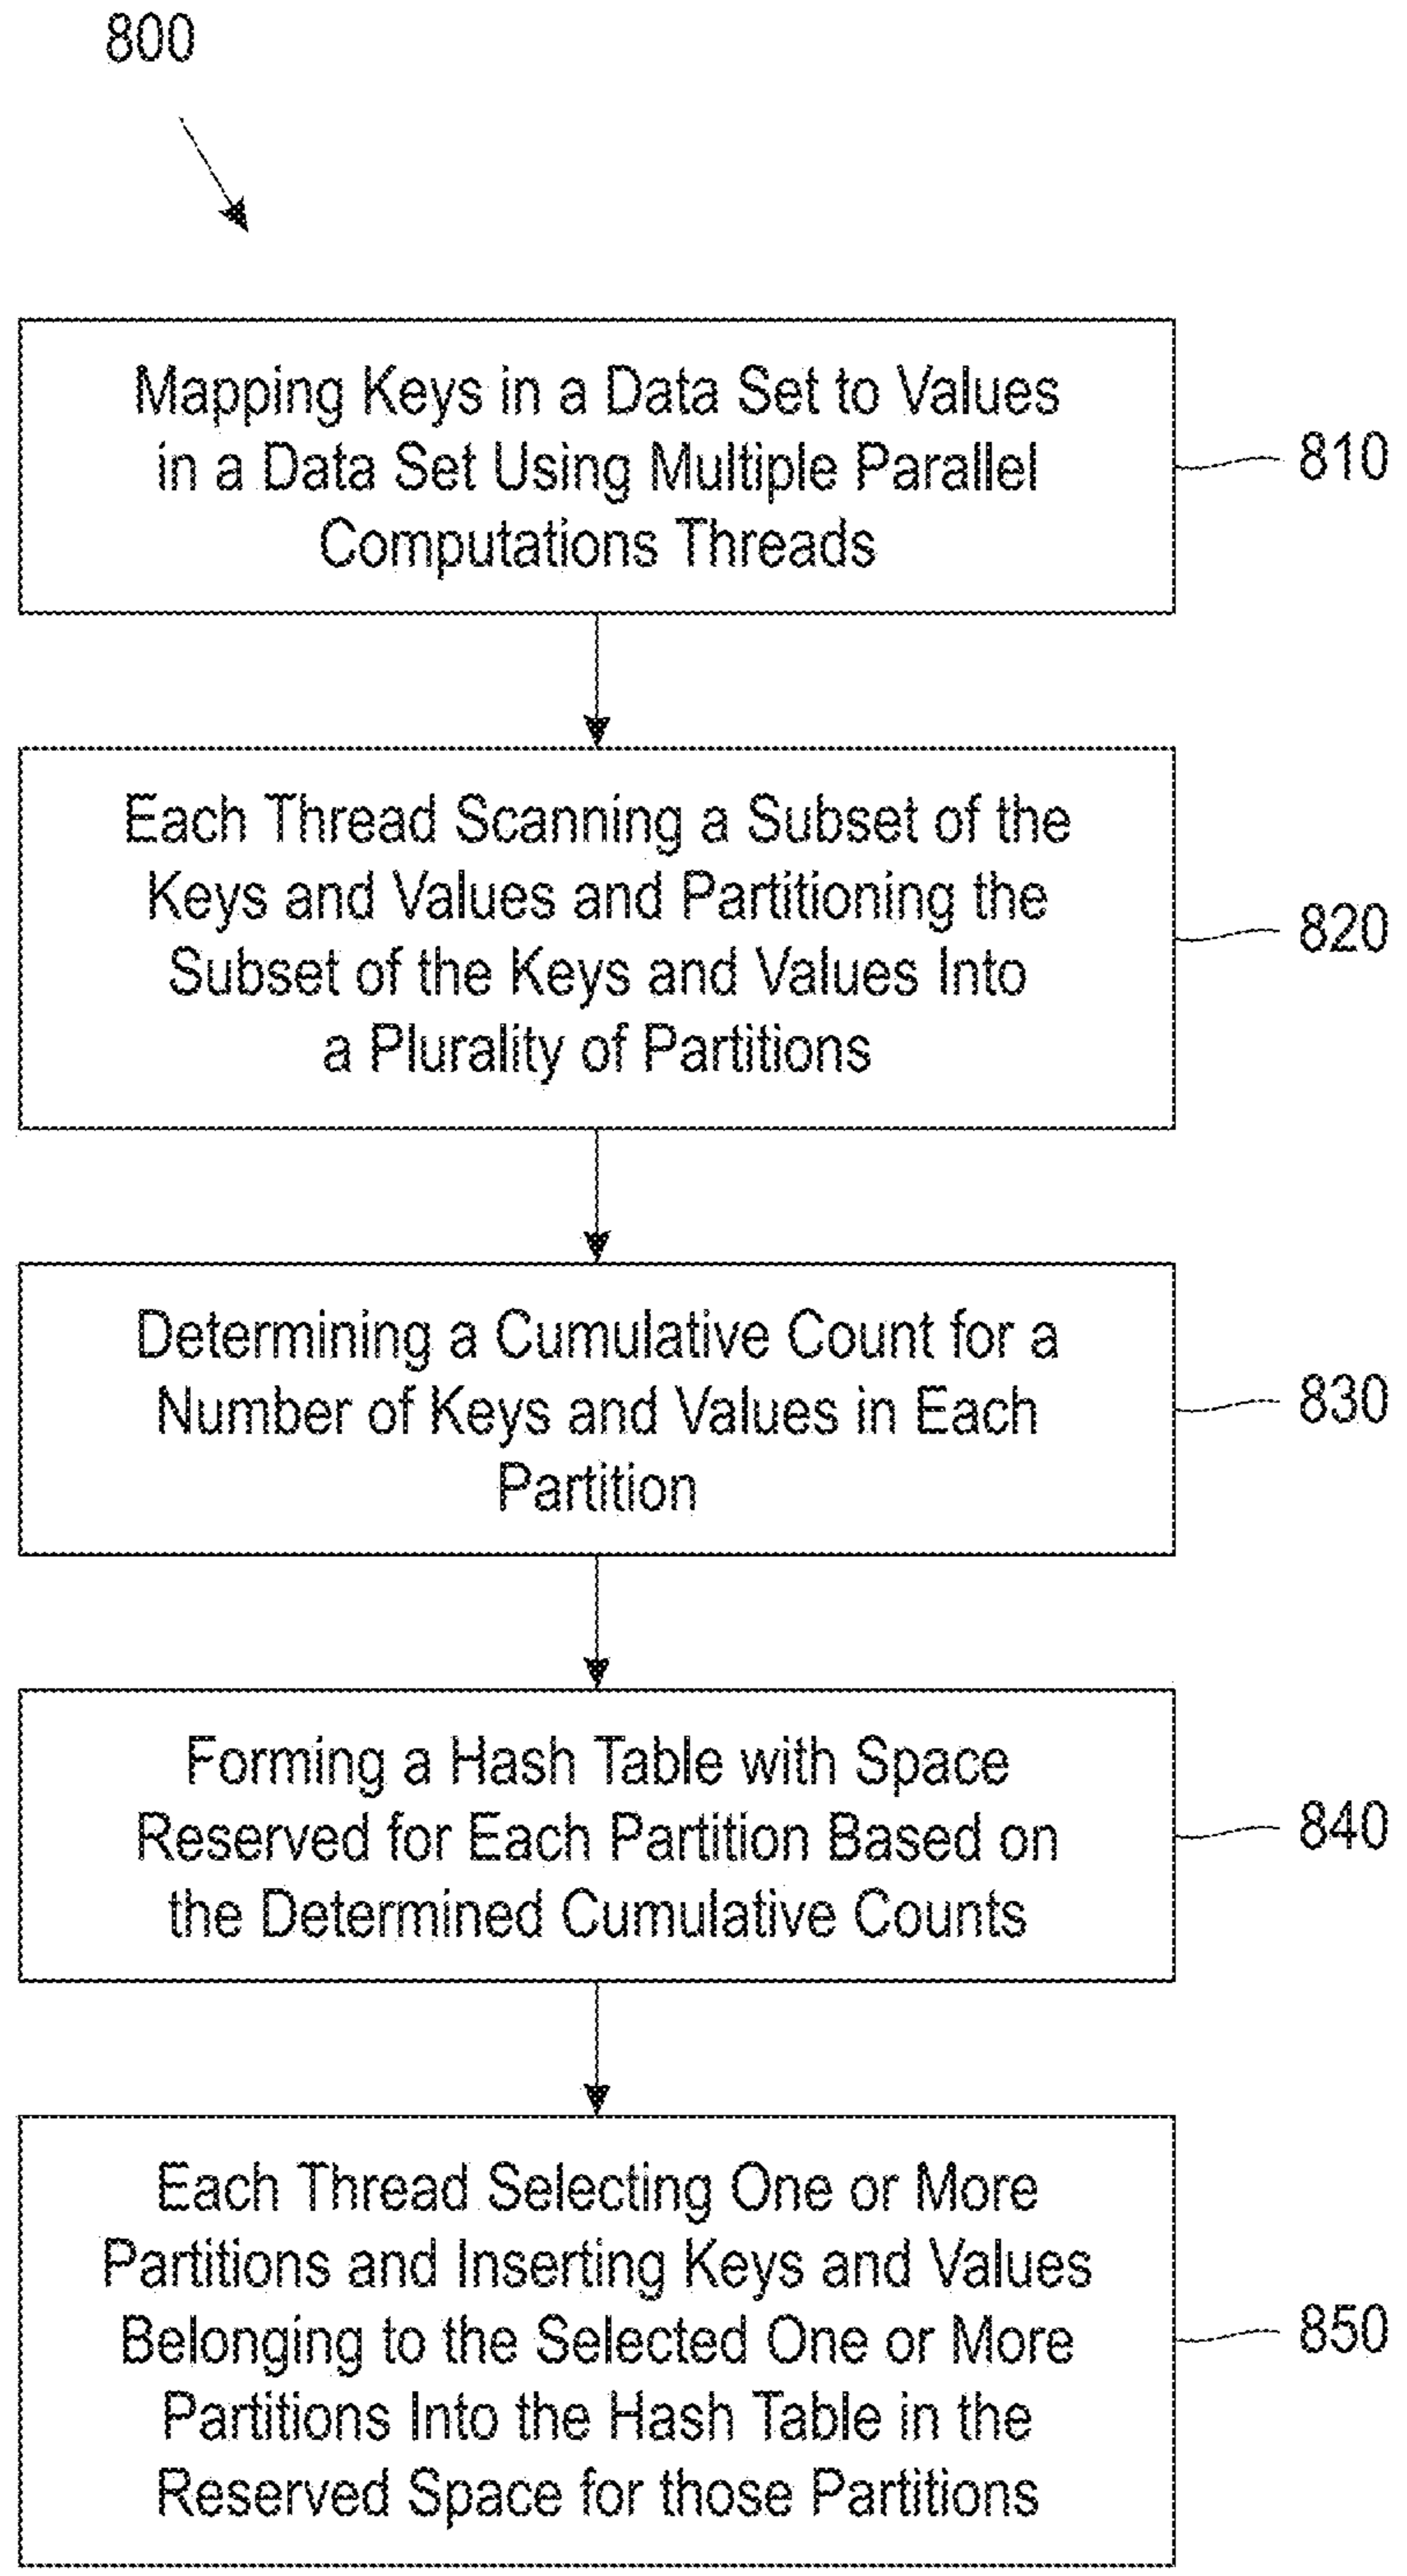 800
Mapping Keys in a Data Set to Values
in a Data Set Using Multiple Parallel
Computations Threads
810
Each Thread Scanning a Subset of the
Keys and Values and Partitioning the
Subset of the Keys and Values Into
a Plurality of Partitions
820
Determining a Cumulative Count for a
Number of Keys and Values in Each
Partition
830
Forming a Hash Table with Space
Reserved for Each Partition Based on
the Determined Cumulative Counts
840
Each Thread Selecting One or More
Partitions and Inserting Keys and Values
Belonging to the Selected One or More
Partitions Into the Hash Table in the
Reserved Space for those Partitions
850